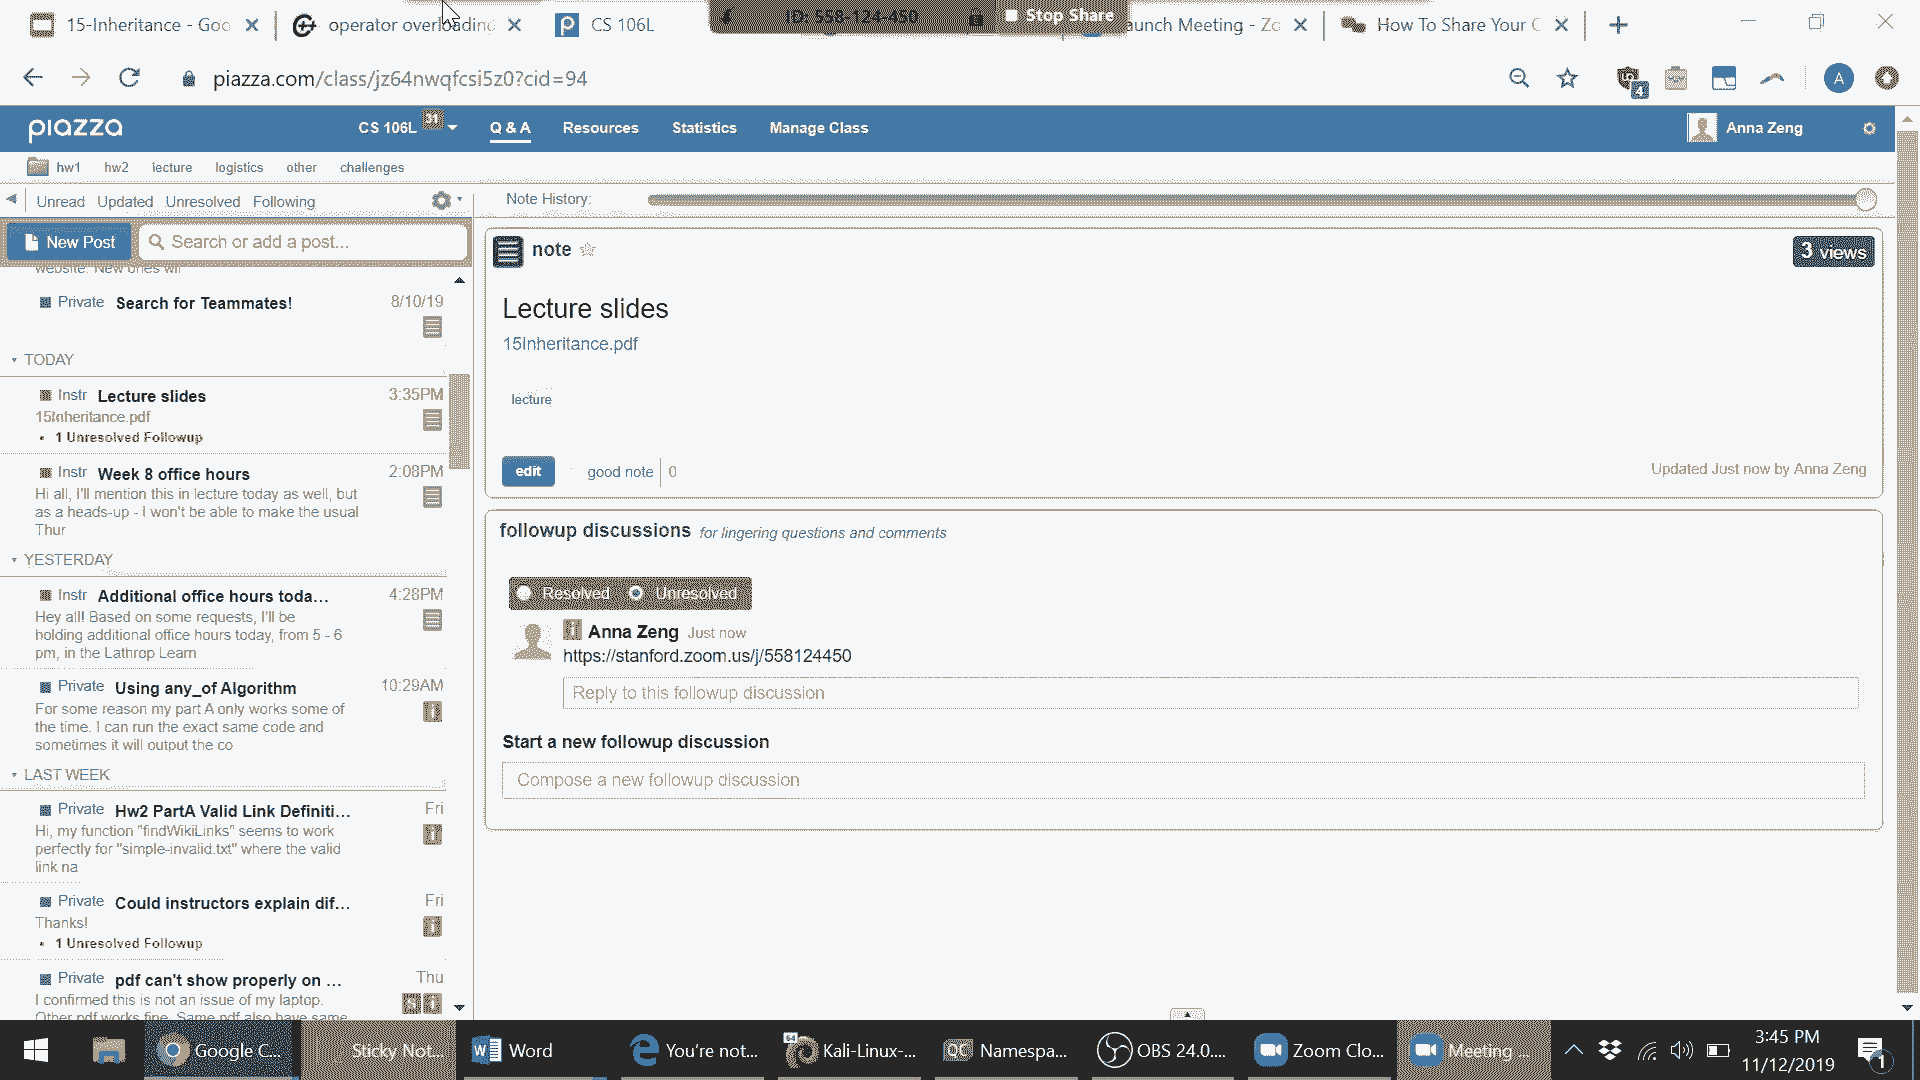 15-Inheritance - Goo
operator overloading
CS 106L
ID: 558-124-450
Stop Share
aunch Meeting - Zo
How To Share Your C
piazza.com/class/jz64nwqfcsj5z0?cid=94
4
A
piazza
CS 106L
31
Q & A
Resources
Statistics
Manage Class
Anna Zeng
hw1
hw2
lecture
logistics
other
challenges
Unread
Updated
Unresolved
Following
Note History:
New Post
Search or add a post...
website. New ones will
Private
Search for Teammates!
8/10/19
TODAY
Instr
Lecture slides
3:35PM
15Inheritance.pdf
1 Unresolved Followup
Instr
Week 8 office hours
2:08PM
Hi all, I'll mention this in lecture today as well, but
as a heads-up - I won't be able to make the usual
Thur
YESTERDAY
Instr
Additional office hours toda...
4:28PM
Hey all! Based on some requests, I'll be
holding additional office hours today, from 5 - 6
pm, in the Lathrop Learn
Private
Using any_of Algorithm
10:29AM
For some reason my part A only works some of
the time. I can run the exact same code and
sometimes it will output the co
i
LAST WEEK
Private
Hw2 PartA Valid Link Definiti...
Fri
Hi, my function "findWikiLinks" seems to work
perfectly for "simple-invalid.txt" where the valid
link na
i
Private
Could instructors explain dif...
Fri
Thanks!
i
1 Unresolved Followup
Private
pdf can't show properly on ...
Thu
I confirmed this is not an issue of my laptop.
s i
Other pdf works fine. Same pdf also have same
note
3 views
Lecture slides
15Inheritance.pdf
lecture
edit
good note
0
Updated Just now by Anna Zeng
followup discussions for lingering questions and comments
Resolved
Unresolved
i Anna Zeng Just now
https://stanford.zoom.us/j/558124450
Reply to this followup discussion
Start a new followup discussion
Compose a new followup discussion
Google C...
Sticky Not...
Word
You're not...
64
Kali-Linux-...
QC
Namespa...
OBS 24.0....
Zoom Clo...
Meeting ...
3:45 PM
11/12/2019
1